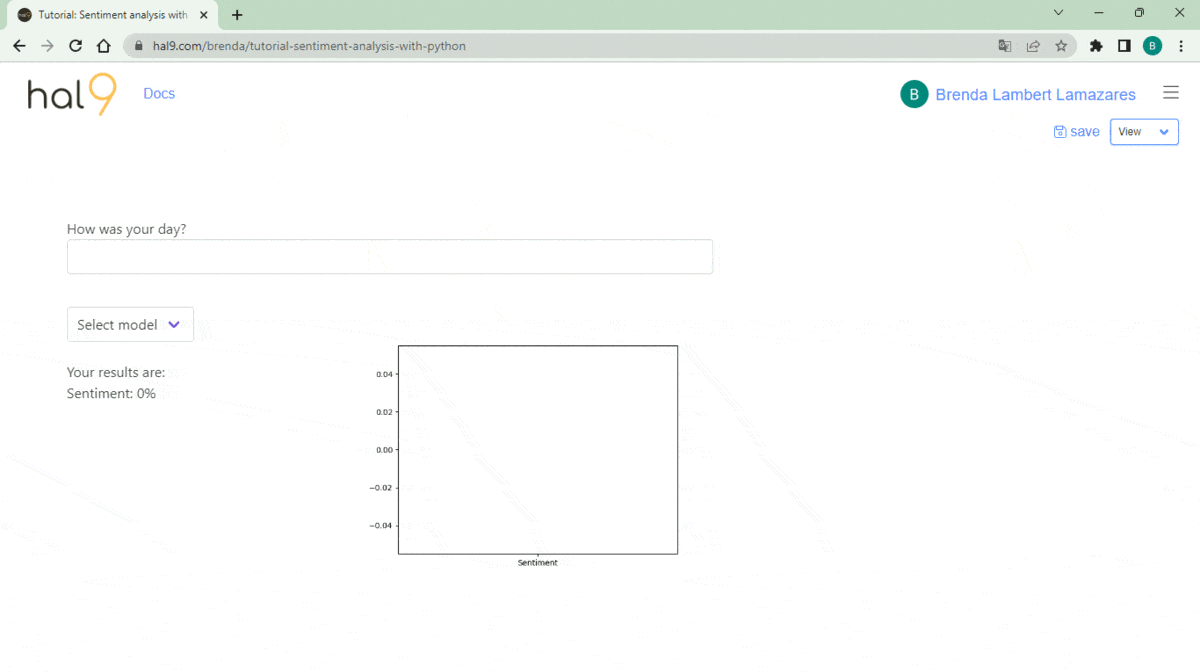 Tutorial: Sentiment analysis with
hal9.com/brenda/tutorial-sentiment-analysis-with-python
B
hal9
Docs
B
Brenda Lambert Lamazares
save
View
How was your day?
Select model
Your results are:
Sentiment: 0%
0.04
0.02
0.00
−0.02
−0.04
Sentiment